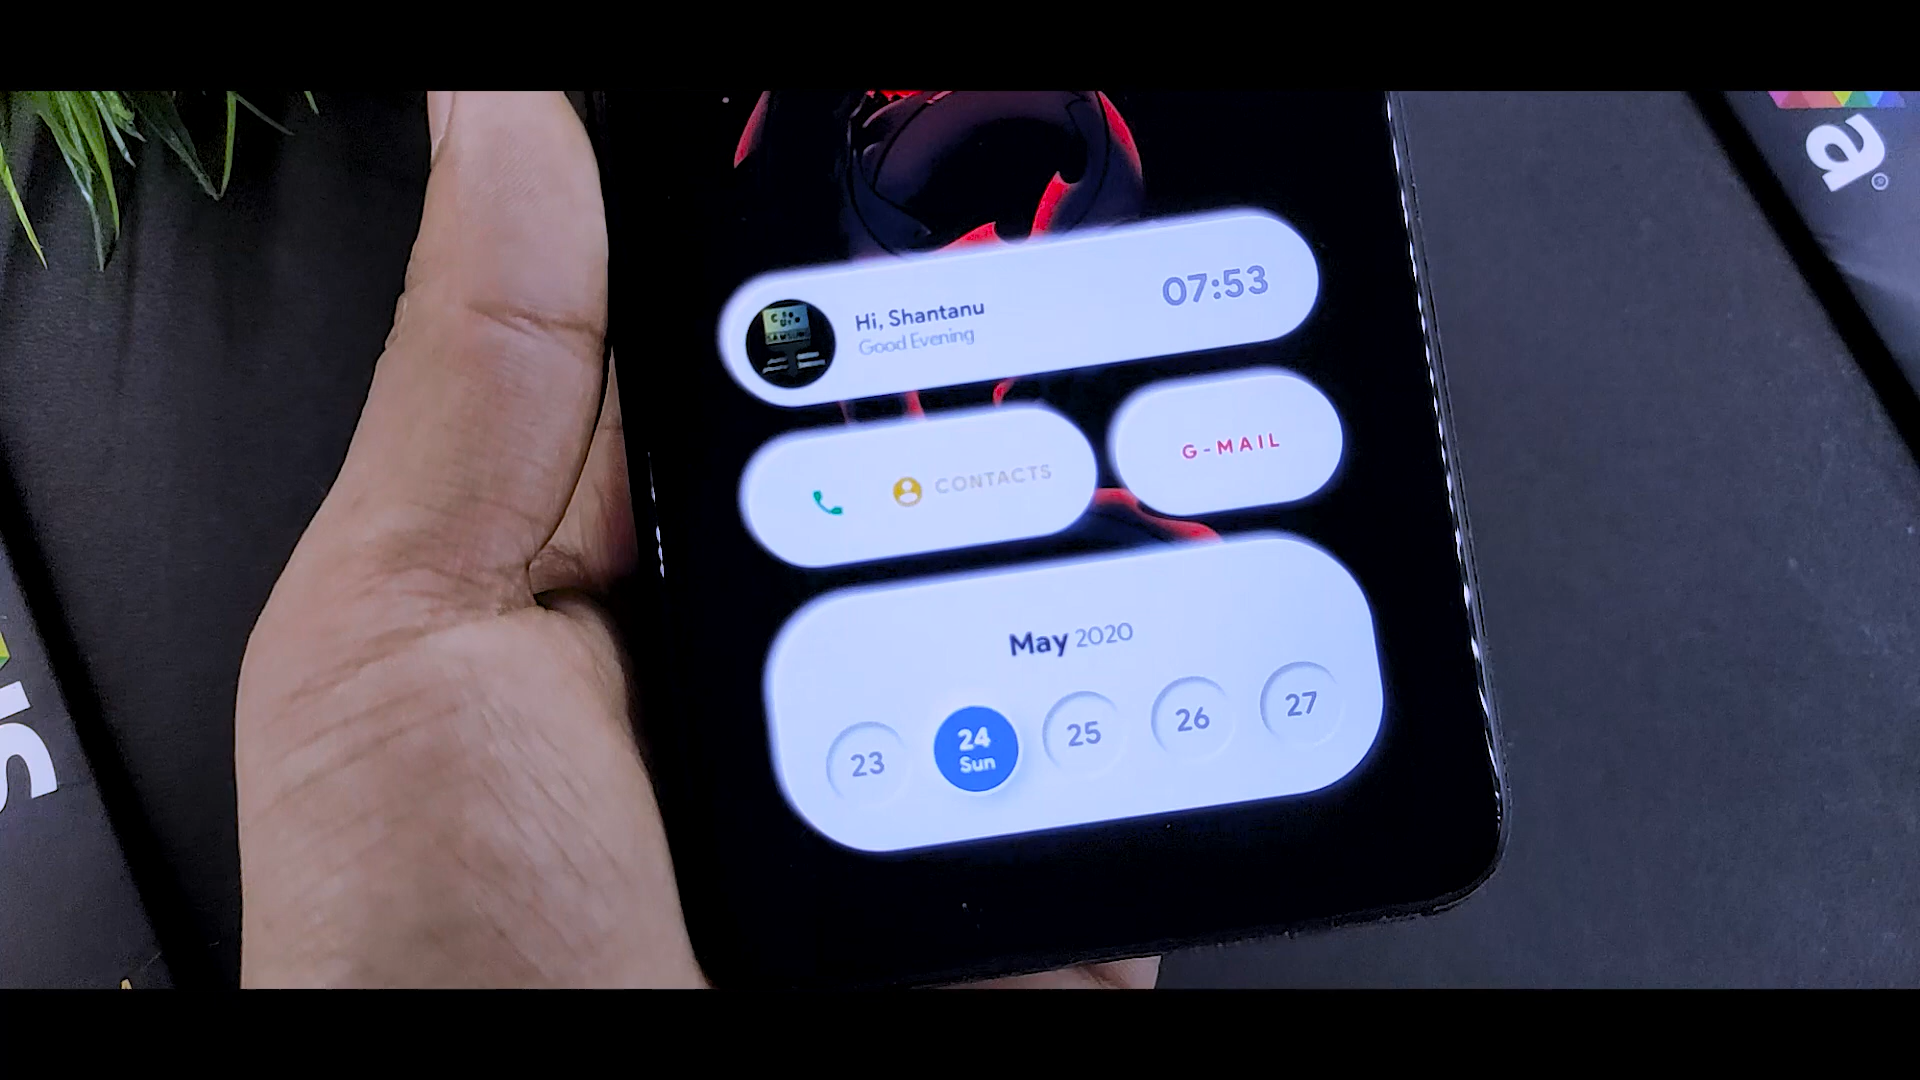 a
Hi, Shantanu
Good Evening
07:53
CONTACTS
G-MAIL
May 2020
23
24
Sun
25
26
27